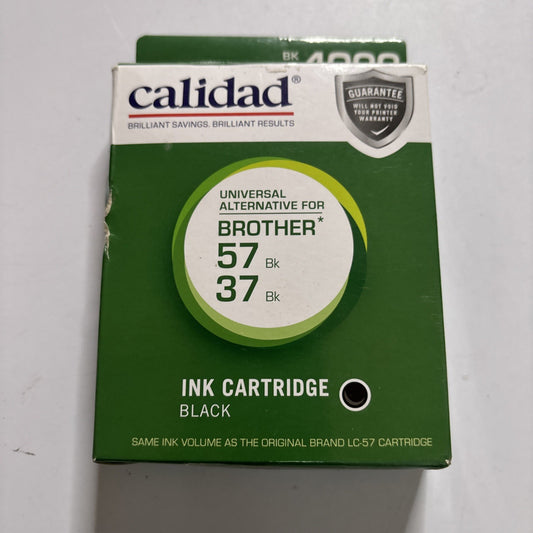 BK 4000
calidad®
BRILLIANT SAVINGS. BRILLIANT RESULTS
GUARANTEE
WILL NOT VOID
YOUR PRINTER
WARRANTY
UNIVERSAL
ALTERNATIVE FOR
BROTHER*
57 Bk
37 Bk
INK CARTRIDGE
BLACK
SAME INK VOLUME AS THE ORIGINAL BRAND LC-57 CARTRIDGE